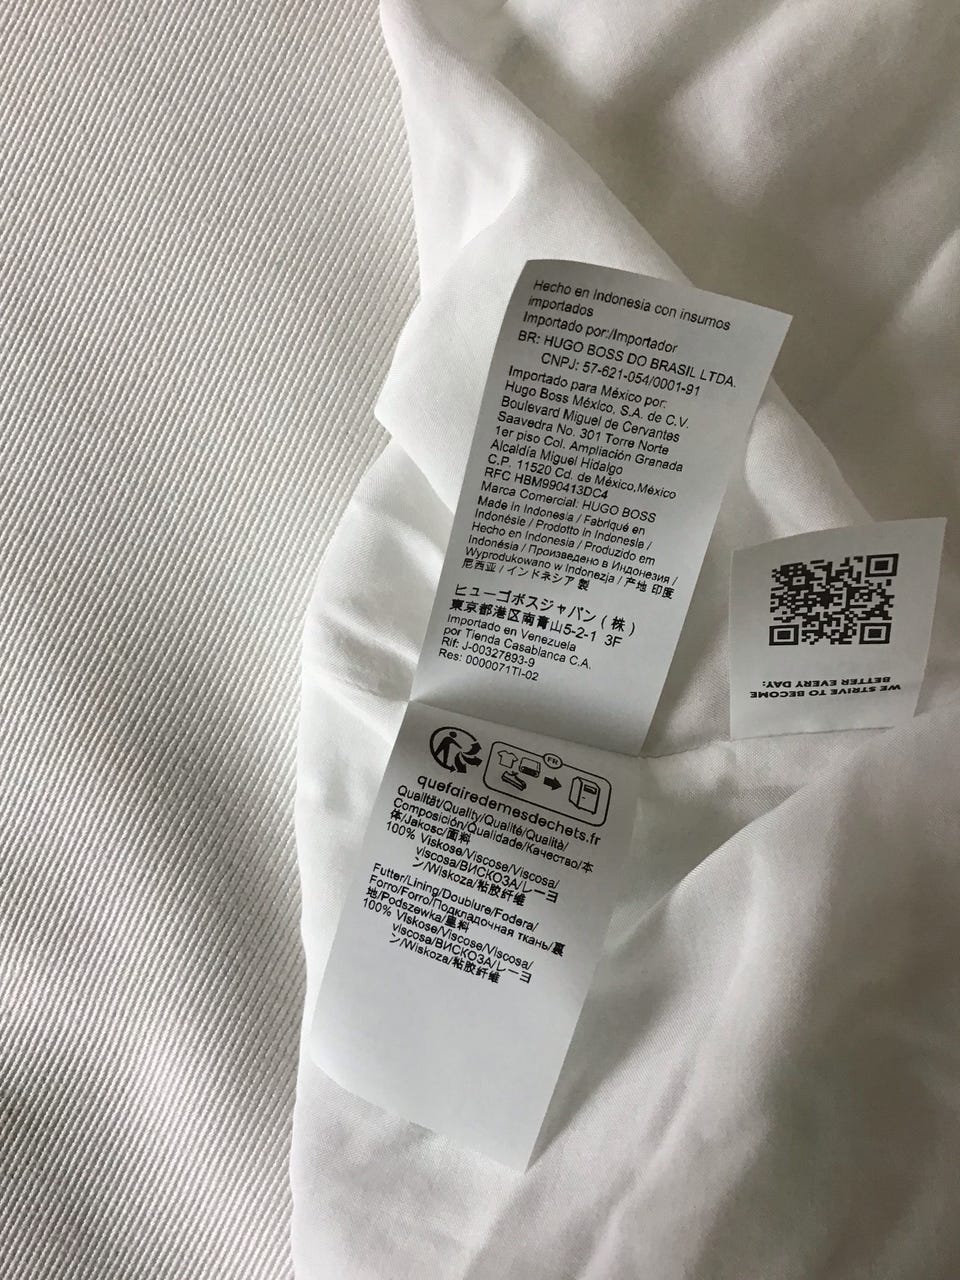 Hecho en Indonesia con insumos
importados
Importado por:/Importador
BR: HUGO BOSS DO BRASIL LTDA.
CNPJ: 57-621-054/0001-91
Importado para México por:
Hugo Boss México, S.A. de C.V.
Boulevard Miguel de Cervantes
Saavedra No. 301 Torre Norte
1er piso Col. Ampliación Granada
Alcaldía Miguel Hidalgo
C.P. 11520 Cd. de México,México
RFC HBM990413DC4
Marca Comercial: HUGO BOSS
Made in Indonesia / Fabriqué en
Indonésie / Prodotto in Indonesia /
Hecho en Indonesia / Produzido em
Indonésia / Произведено в Индонезия /
Wyprodukowano w Indonezja / 产地 印度
尼西亚 / インドネシア 製
ヒューゴボスジャパン ( 株 )
東京都港区南青山5-2-1 3F
Importado en Venezuela
por Tienda Casablanca C.A.
Rif: J-00327893-9
Res: 0000071TI-02
WE STRIVE TO BECOME
BETTER EVERY DAY:
FR
quefairedemesdechets.fr
Qualität/Quality/Qualité/Qualità/
Composición/Qualidade/Качество/本
体/Jakosc/面料
100% Viskose/Viscose/Viscosa/
viscosa/ВИСКОЗА/レーヨ
ン/Wiskoza/粘胶纤维
Futter/Lining/Doublure/Fodera/
Forro/Forro/Подкладочная ткань/裏
地/Podszewka/里料
100% Viskose/Viscose/Viscosa/
viscosa/ВИСКОЗА/レーヨ
ン/Wiskoza/粘胶纤维